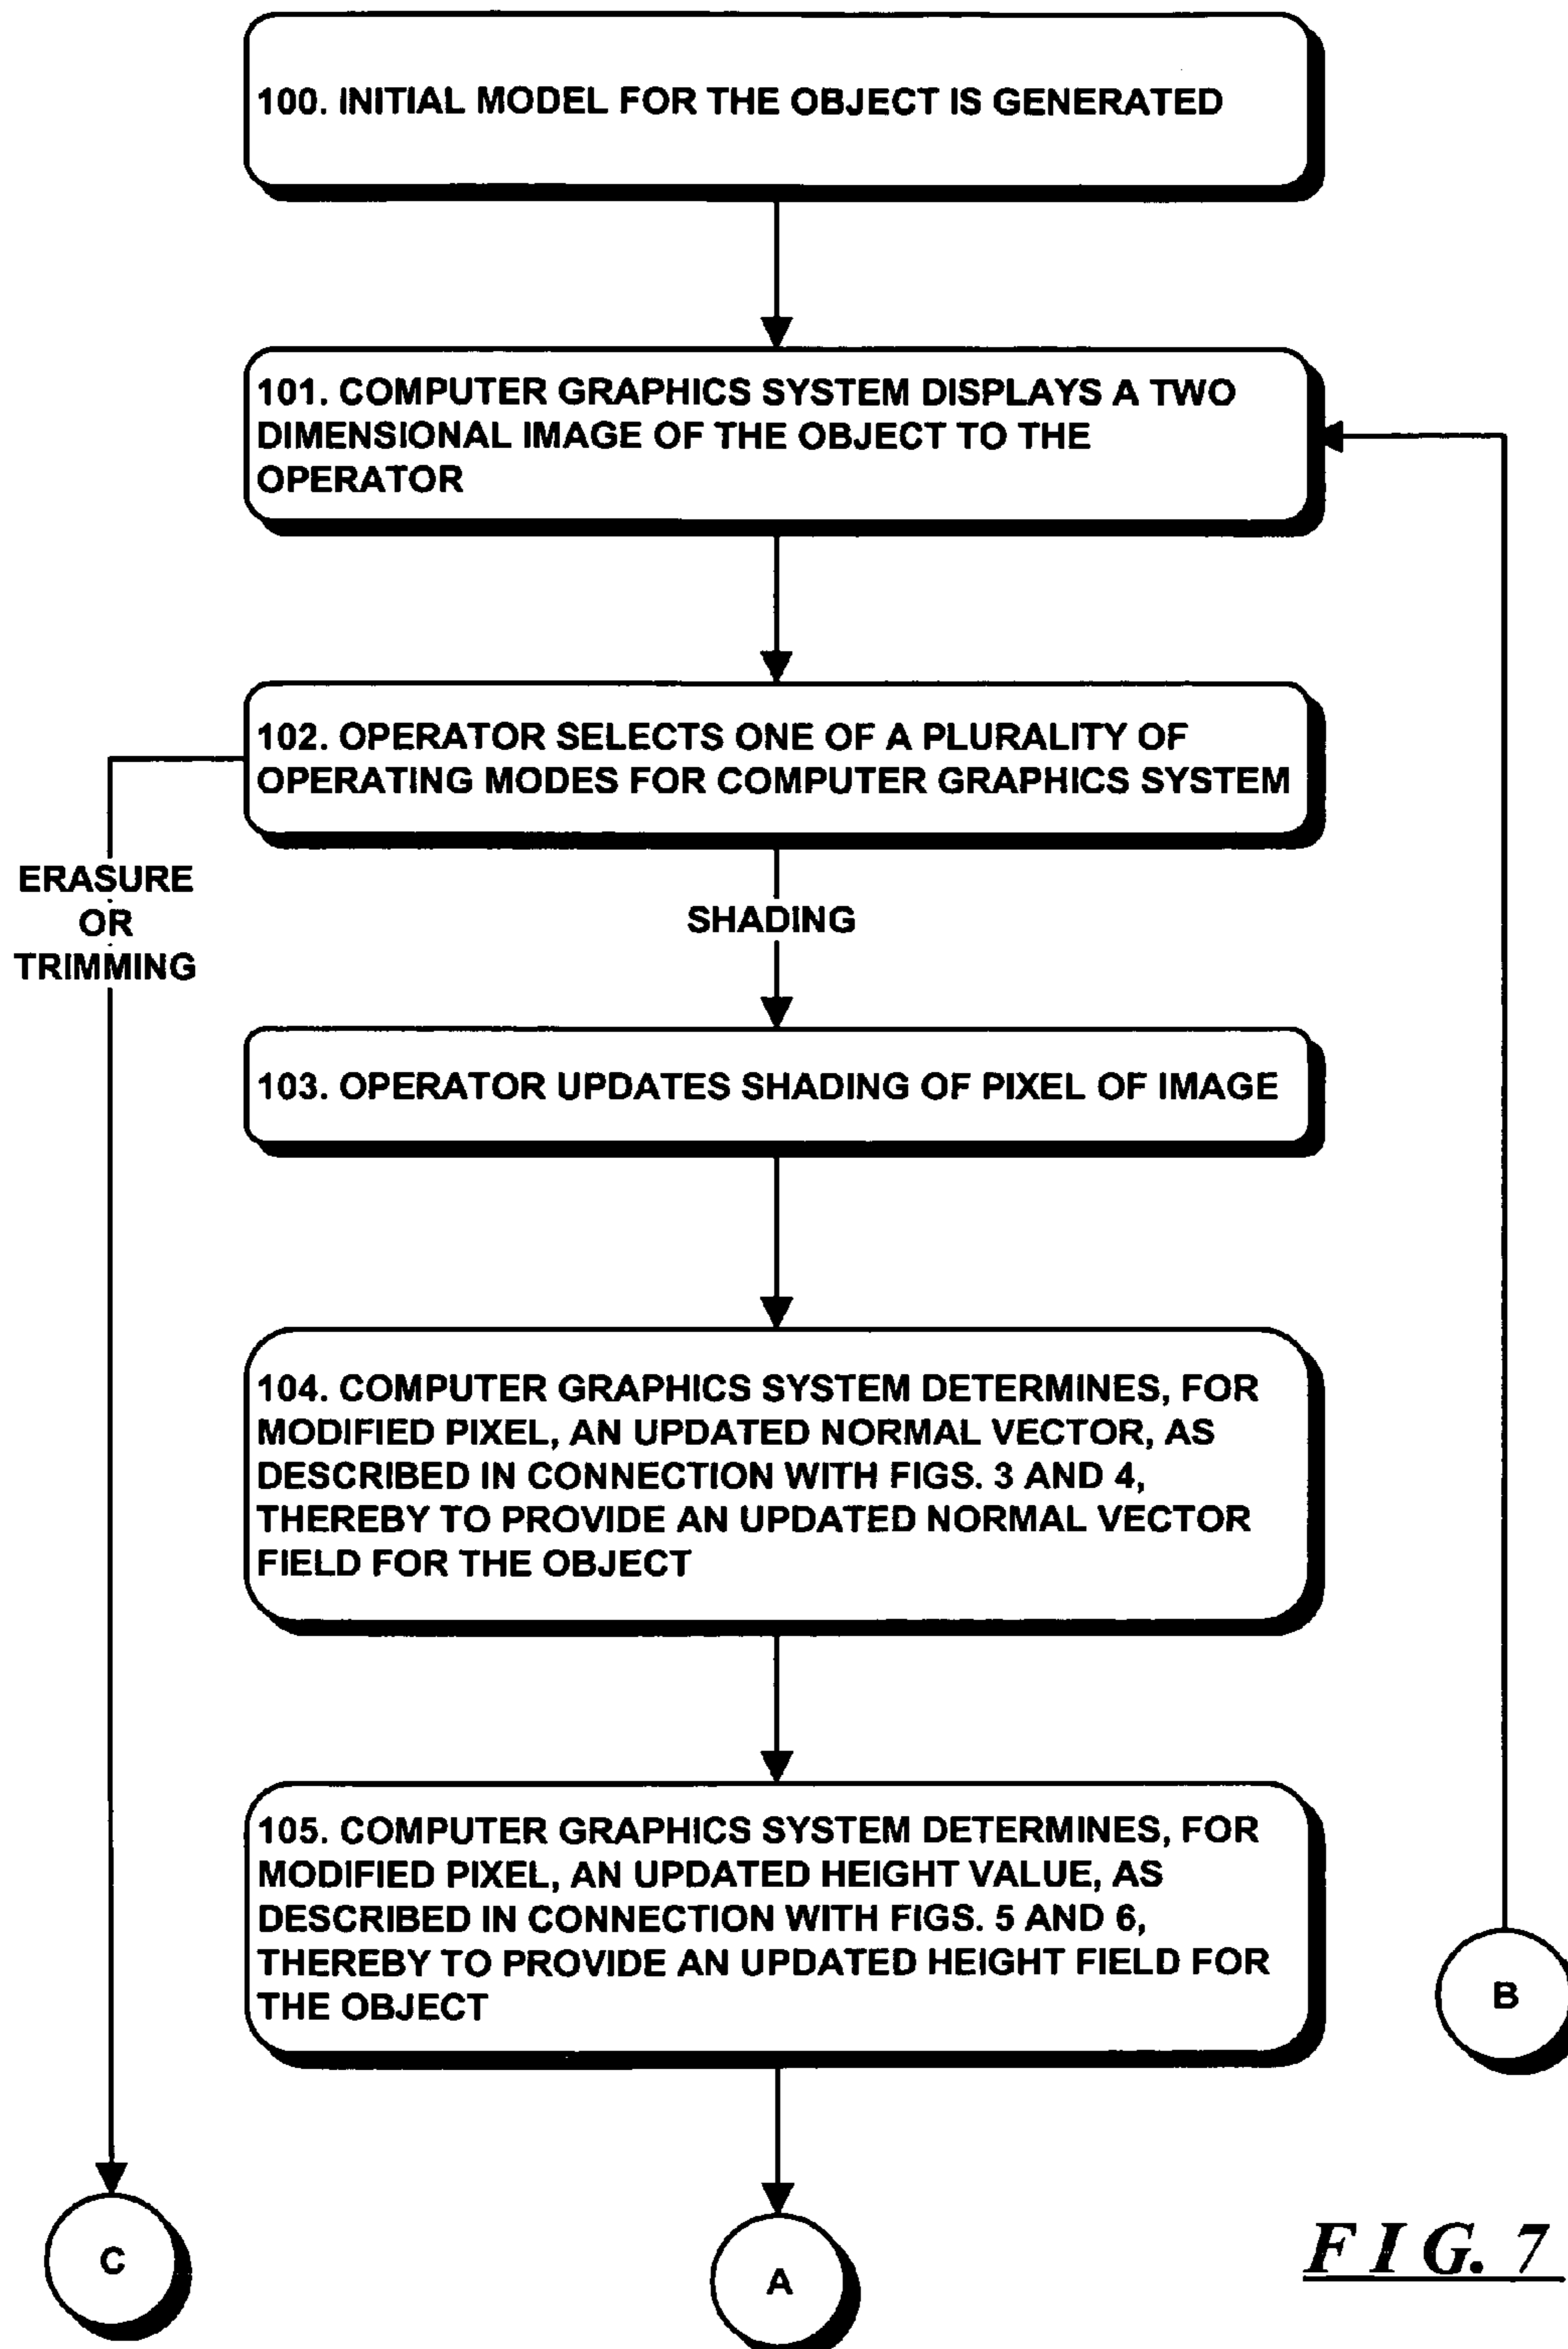 100. INITIAL MODEL FOR THE OBJECT IS GENERATED
101. COMPUTER GRAPHICS SYSTEM DISPLAYS A TWO
DIMENSIONAL IMAGE OF THE OBJECT TO THE
OPERATOR
102. OPERATOR SELECTS ONE OF A PLURALITY OF
OPERATING MODES FOR COMPUTER GRAPHICS SYSTEM
ERASURE
OR
TRIMMING
SHADING
103. OPERATOR UPDATES SHADING OF PIXEL OF IMAGE
104. COMPUTER GRAPHICS SYSTEM DETERMINES, FOR
MODIFIED PIXEL, AN UPDATED NORMAL VECTOR, AS
DESCRIBED IN CONNECTION WITH FIGS. 3 AND 4,
THEREBY TO PROVIDE AN UPDATED NORMAL VECTOR
FIELD FOR THE OBJECT
105. COMPUTER GRAPHICS SYSTEM DETERMINES, FOR
MODIFIED PIXEL, AN UPDATED HEIGHT VALUE, AS
DESCRIBED IN CONNECTION WITH FIGS. 5 AND 6,
THEREBY TO PROVIDE AN UPDATED HEIGHT FIELD FOR
THE OBJECT
B
C
A
FIG. 7